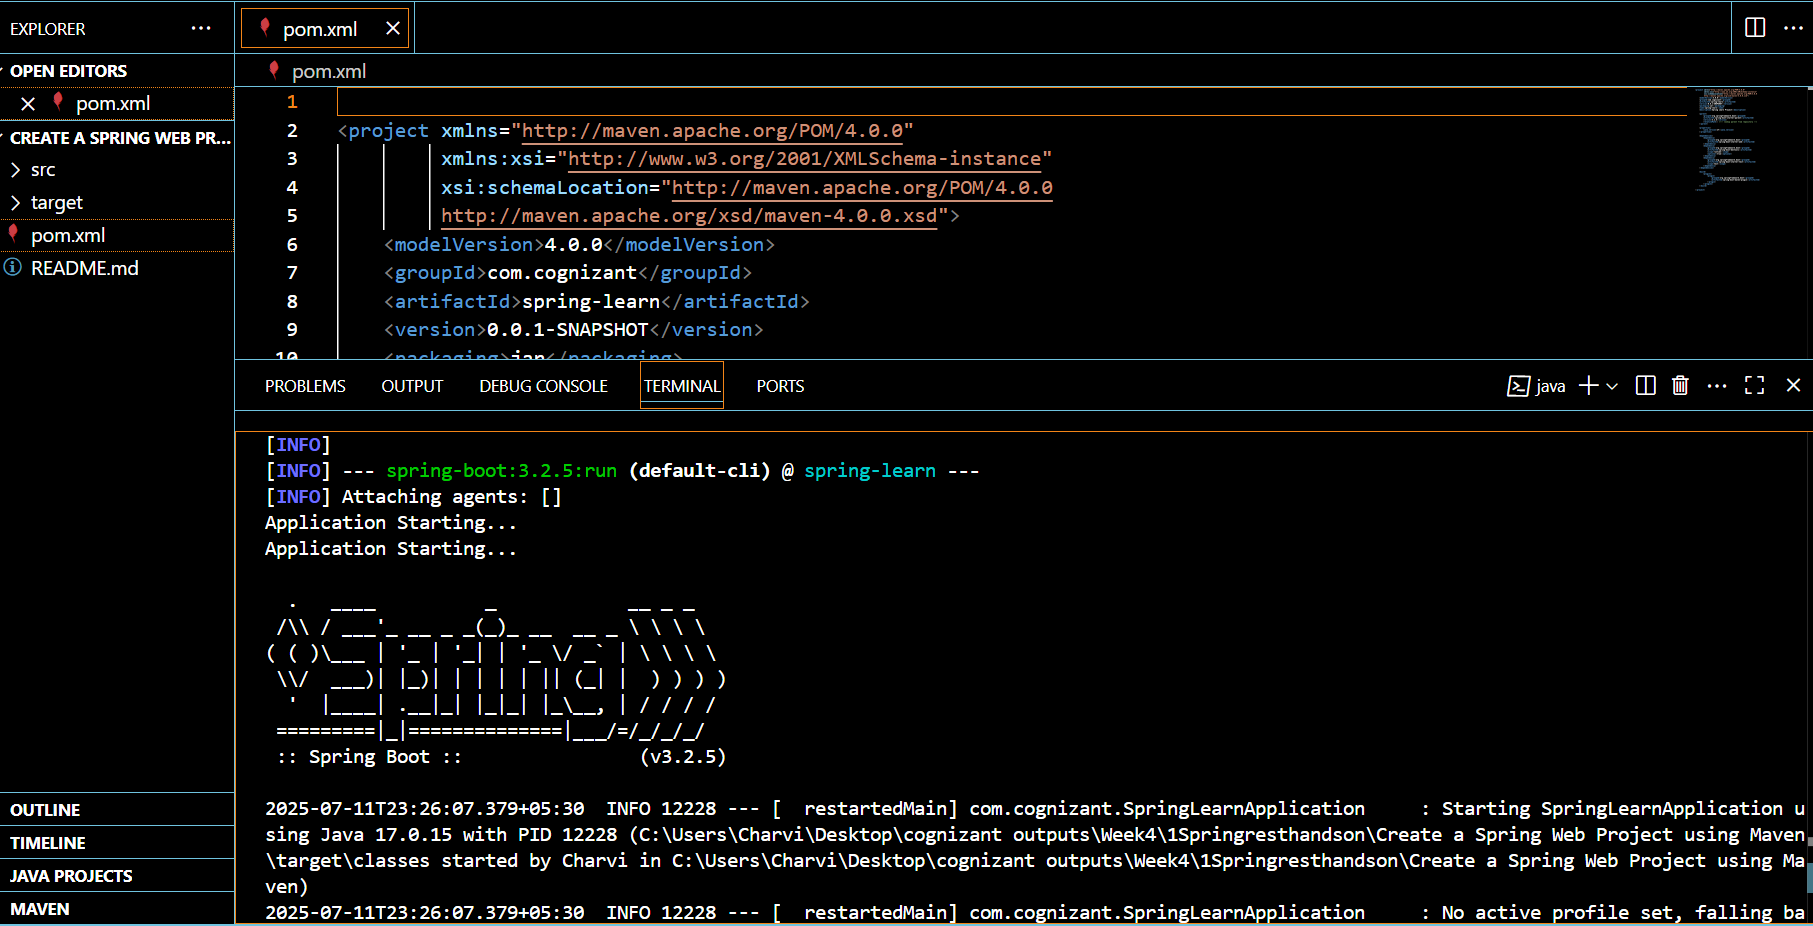 EXPLORER
OPEN EDITORS
pom.xml
CREATE A SPRING WEB PR...
src
target
pom.xml
README.md
OUTLINE
TIMELINE
JAVA PROJECTS
MAVEN
pom.xml
pom.xml
1
2 <project xmlns="http://maven.apache.org/POM/4.0.0"
3 xmlns:xsi="http://www.w3.org/2001/XMLSchema-instance"
4 xsi:schemaLocation="http://maven.apache.org/POM/4.0.0
5 http://maven.apache.org/xsd/maven-4.0.0.xsd">
6 <modelVersion>4.0.0</modelVersion>
7 <groupId>com.cognizant</groupId>
8 <artifactId>spring-learn</artifactId>
9 <version>0.0.1-SNAPSHOT</version>
10 <packaging>jar</packaging>
PROBLEMS OUTPUT DEBUG CONSOLE TERMINAL PORTS java
[INFO]
[INFO] --- spring-boot:3.2.5:run (default-cli) @ spring-learn ---
[INFO] Attaching agents: []
Application Starting...
Application Starting...
Spring
:: Spring Boot :: (v3.2.5)
2025-07-11T23:26:07.379+05:30 INFO 12228 --- [ restartedMain] com.cognizant.SpringLearnApplication : Starting SpringLearnApplication u
sing Java 17.0.15 with PID 12228 (C:\Users\Charvi\Desktop\cognizant outputs\Week4\1Springresthandson\Create a Spring Web Project using Maven
\target\classes started by Charvi in C:\Users\Charvi\Desktop\cognizant outputs\Week4\1Springresthandson\Create a Spring Web Project using Ma
ven)
2025-07-11T23:26:07.379+05:30 INFO 12228 --- [ restartedMain] com.cognizant.SpringLearnApplication : No active profile set, falling ba